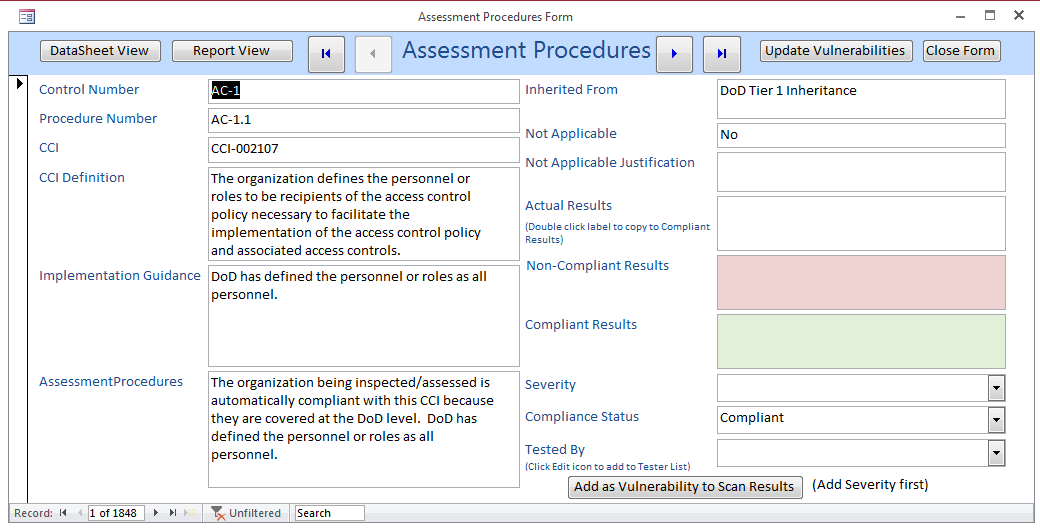 Assessment Procedures Form
DataSheet View
Report View
Assessment Procedures
Update Vulnerabilities
Close Form
Control Number
AC-1
Procedure Number
AC-1.1
CCI
CCI-002107
CCI Definition
The organization defines the personnel or
roles to be recipients of the access control
policy necessary to facilitate the
implementation of the access control policy
and associated access controls.
Implementation Guidance
DoD has defined the personnel or roles as all
personnel.
AssessmentProcedures
The organization being inspected/assessed is
automatically compliant with this CCI because
they are covered at the DoD level.  DoD has
defined the personnel or roles as all
personnel.
Inherited From
DoD Tier 1 Inheritance
Not Applicable
No
Not Applicable Justification
Actual Results
(Double click label to copy to Compliant
Results)
Non-Compliant Results
Compliant Results
Severity
Compliance Status
Compliant
Tested By
(Click Edit icon to add to Tester List)
Add as Vulnerability to Scan Results
(Add Severity first)
Record:
1 of 1848
Unfiltered
Search